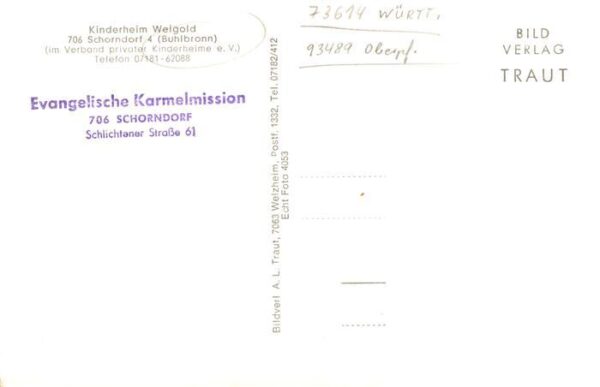 Kinderheim Weigold
706 Schorndorf 4 (Buhlbronn)
(im Verband privater Kinderheime e. V.)
Telefon 07181-62088
Evangelische Karmelmission
706 SCHORNDORF
Schlichtener Straße 61
Bildverl A. L. Traut, 7063 Welzheim, Postf. 1332, Tel. 07182/412
Echt Foto 4053
73614 WÜRTT.
93489 Oberpf.
BILD
VERLAG
TRAUT